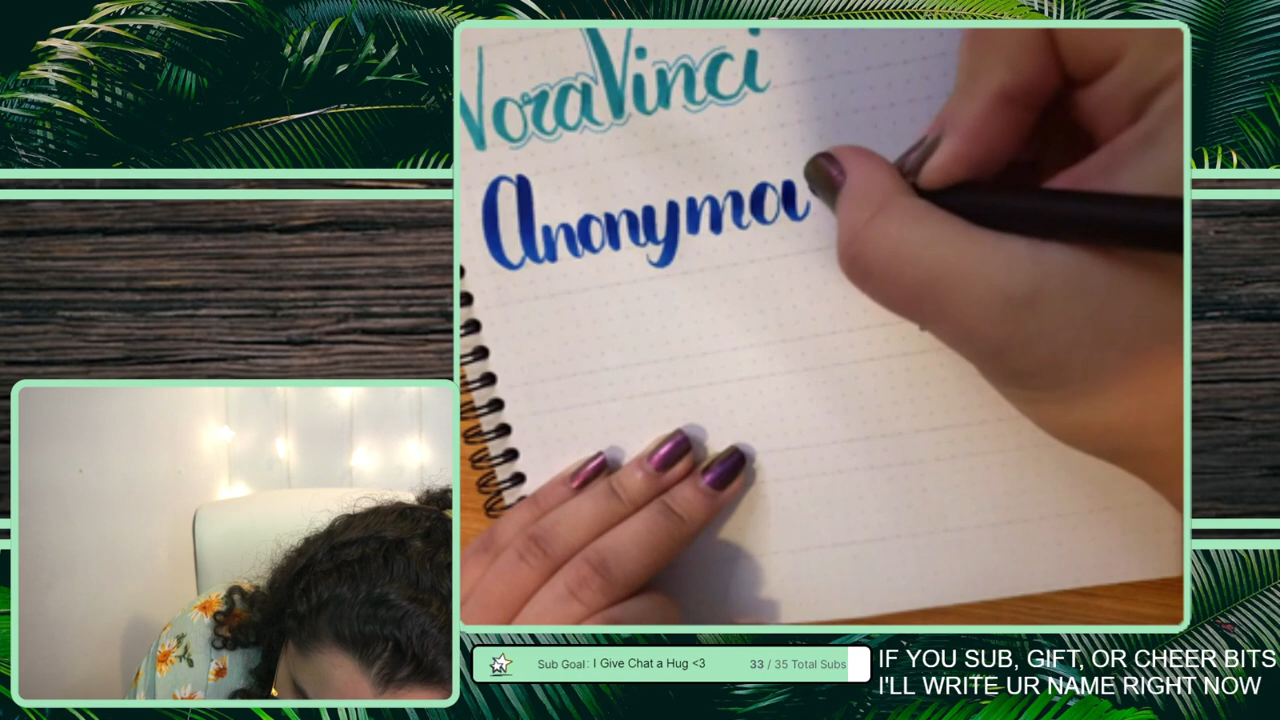 VoraVinci
Anonymou
Sub Goal: I Give Chat a Hug <3 33 / 35 Total Subs
IF YOU SUB, GIFT, OR CHEER BITS
I'LL WRITE UR NAME RIGHT NOW